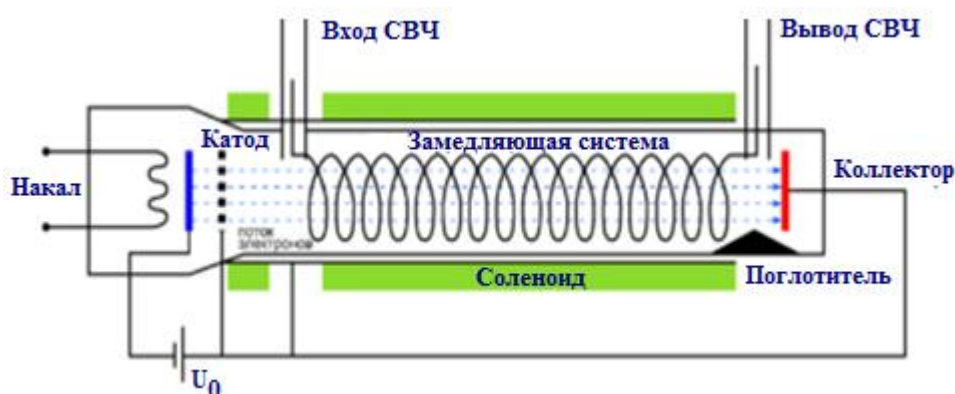 Вход СВЧ
Вывод СВЧ
Катод
Замедляющая система
Накал
Коллектор
поток
электронов
Соленоид
Поглотитель
U0